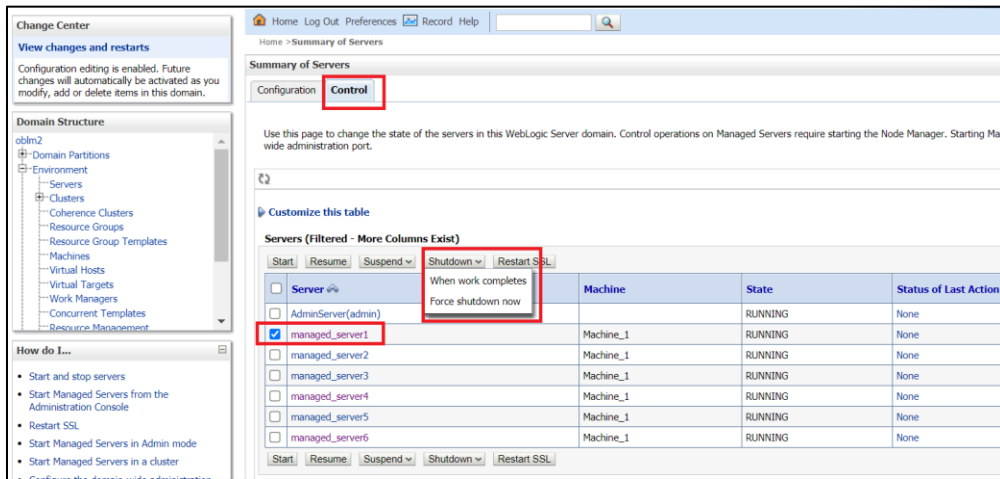 Change Center
View changes and restarts
Configuration editing is enabled. Future
changes will automatically be activated as you
modify, add or delete items in this domain.
Domain Structure
oblm2
Domain Partitions
Environment
Servers
Clusters
Coherence Clusters
Resource Groups
Resource Group Templates
Machines
Virtual Hosts
Virtual Targets
Work Managers
Concurrent Templates
Resource Management
How do I...
Start and stop servers
Start Managed Servers from the
Administration Console
Restart SSL
Start Managed Servers in Admin mode
Start Managed Servers in a cluster
Configure the domain-wide administration
Home Log Out Preferences Record Help
Home >Summary of Servers
Summary of Servers
Configuration Control
Use this page to change the state of the servers in this WebLogic Server domain. Control operations on Managed Servers require starting the Node Manager. Starting Ma
wide administration port.
Customize this table
Servers (Filtered - More Columns Exist)
Start Resume Suspend Shutdown Restart SSL
When work completes
Force shutdown now
Server Machine State Status of Last Action
AdminServer(admin) RUNNING None
managed_server1 Machine_1 RUNNING None
managed_server2 Machine_1 RUNNING None
managed_server3 Machine_1 RUNNING None
managed_server4 Machine_1 RUNNING None
managed_server5 Machine_1 RUNNING None
managed_server6 Machine_1 RUNNING None
Start Resume Suspend Shutdown Restart SSL